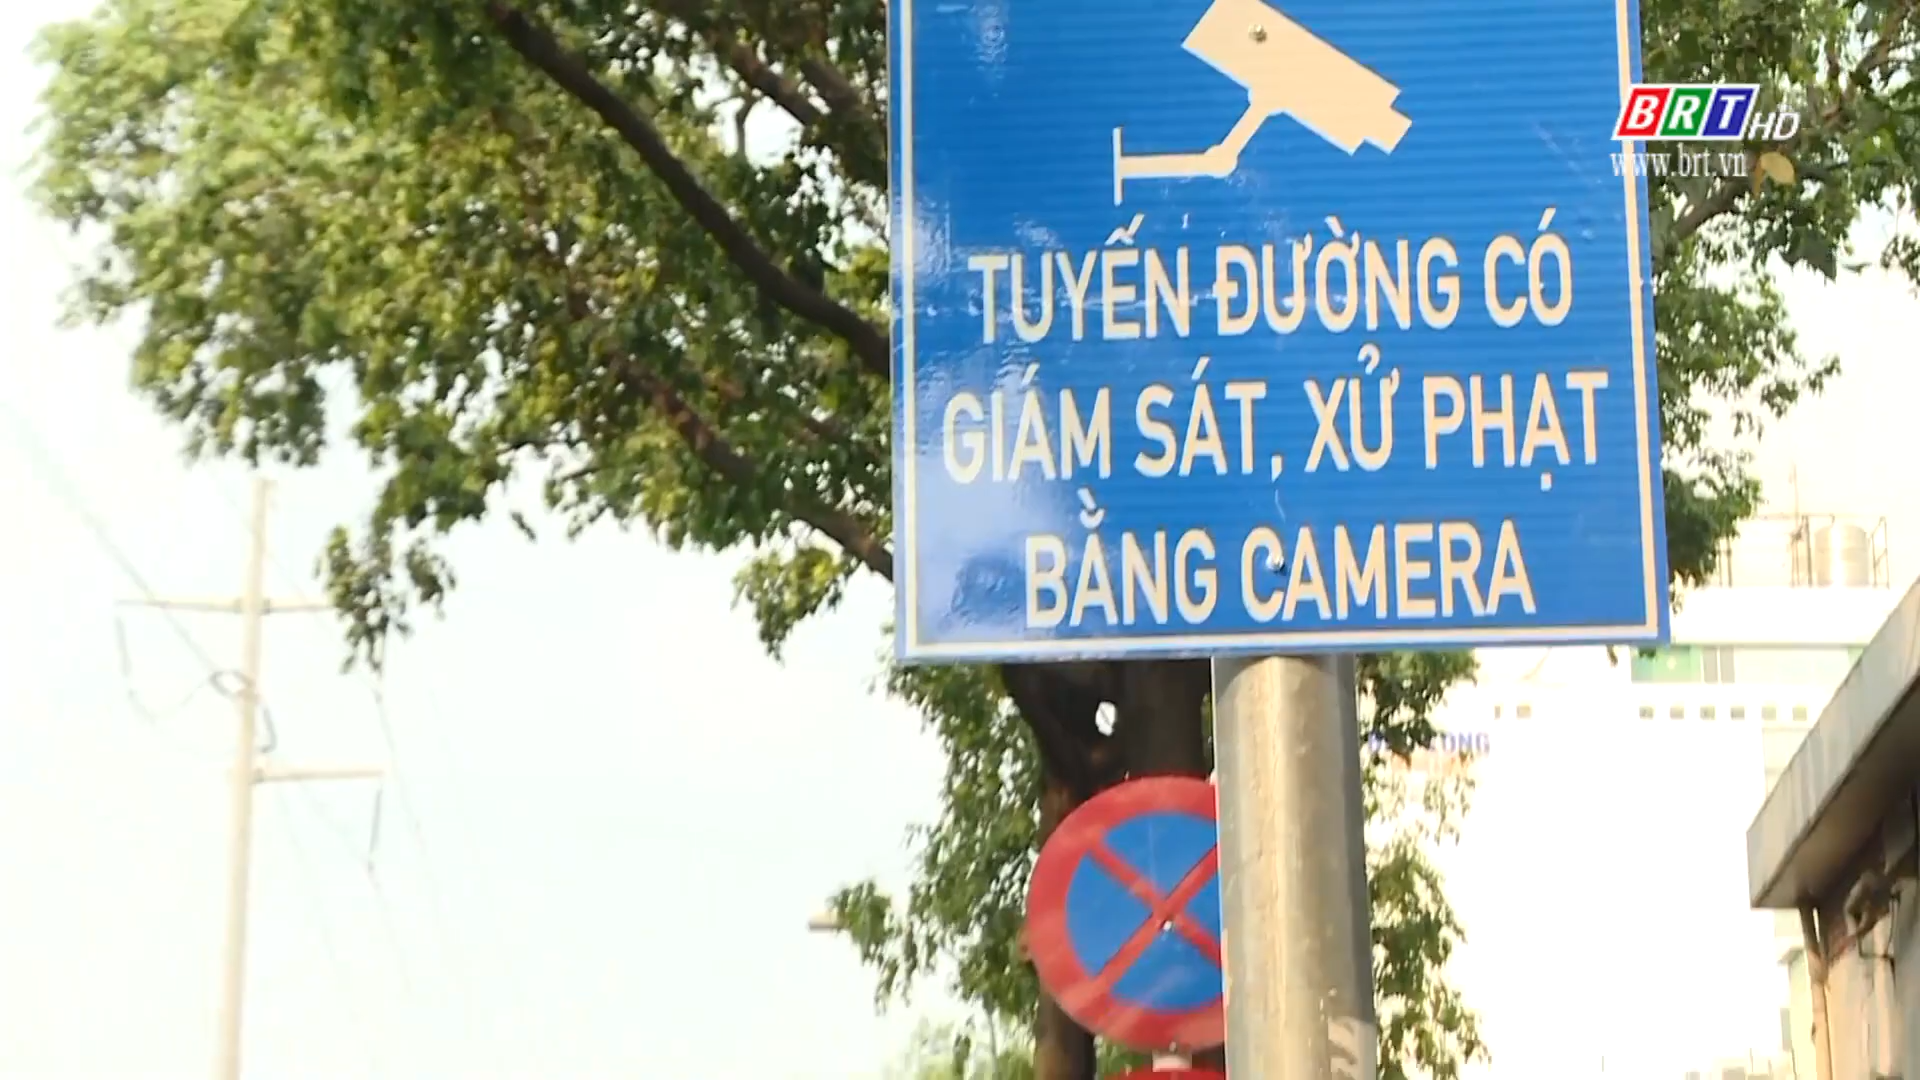 BRT HD
www.brt.vn
TUYẾN ĐƯỜNG CÓ
GIÁM SÁT, XỬ PHẠT
BẰNG CAMERA